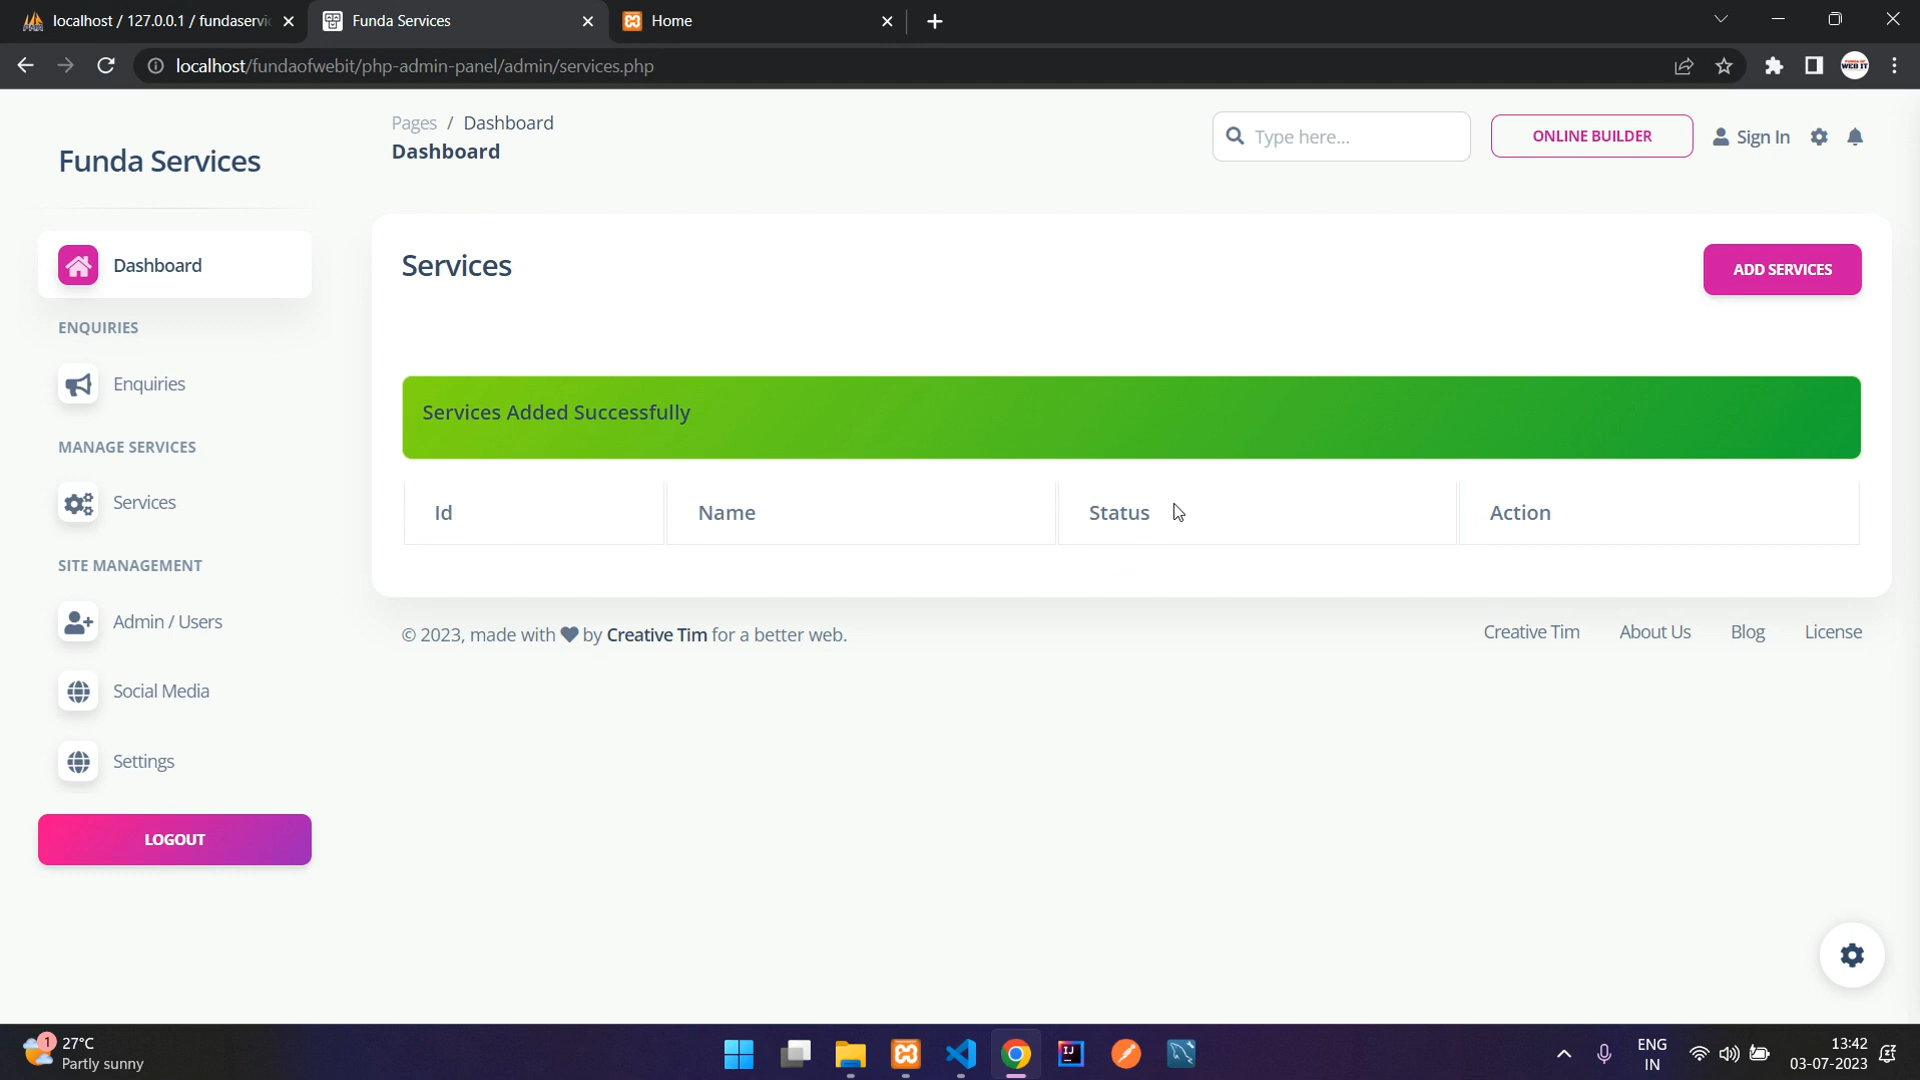 localhost / 127.0.0.1 / fundaservi
Funda Services
Home
localhost/fundaofwebit/php-admin-panel/admin/services.php
Funda Services
Pages / Dashboard
Dashboard
Type here...
ONLINE BUILDER
Sign In
Dashboard
ENQUIRIES
Enquiries
MANAGE SERVICES
Services
SITE MANAGEMENT
Admin / Users
Social Media
Settings
LOGOUT
Services
ADD SERVICES
Services Added Successfully
Id Name Status Action
© 2023, made with by Creative Tim for a better web.
Creative Tim About Us Blog License
1
27°C
Partly sunny
ENG
IN
13:42
03-07-2023